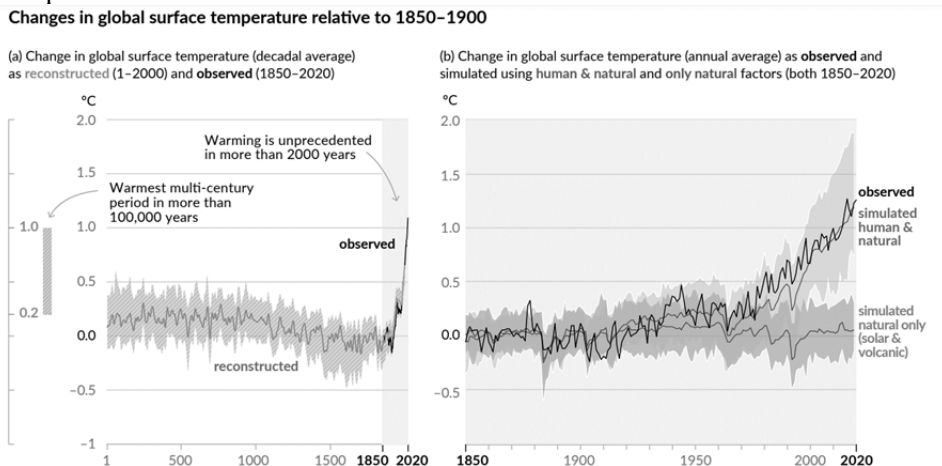 Changes in global surface temperature relative to 1850–1900
(a) Change in global surface temperature (decadal average)
as reconstructed (1–2000) and observed (1850–2020)
°C
2.0
1.5
1.0
0.5
0.0
−0.5
−1
1.0
0.2
Warming is unprecedented
in more than 2000 years
Warmest multi-century
period in more than
100,000 years
observed
reconstructed
1 500 1000 1500 1850 2020
(b) Change in global surface temperature (annual average) as observed and
simulated using human & natural and only natural factors (both 1850–2020)
°C
2.0
1.5
1.0
0.5
0.0
−0.5
observed
simulated
human &
natural
simulated
natural only
(solar &
volcanic)
1850 1900 1950 2000 2020